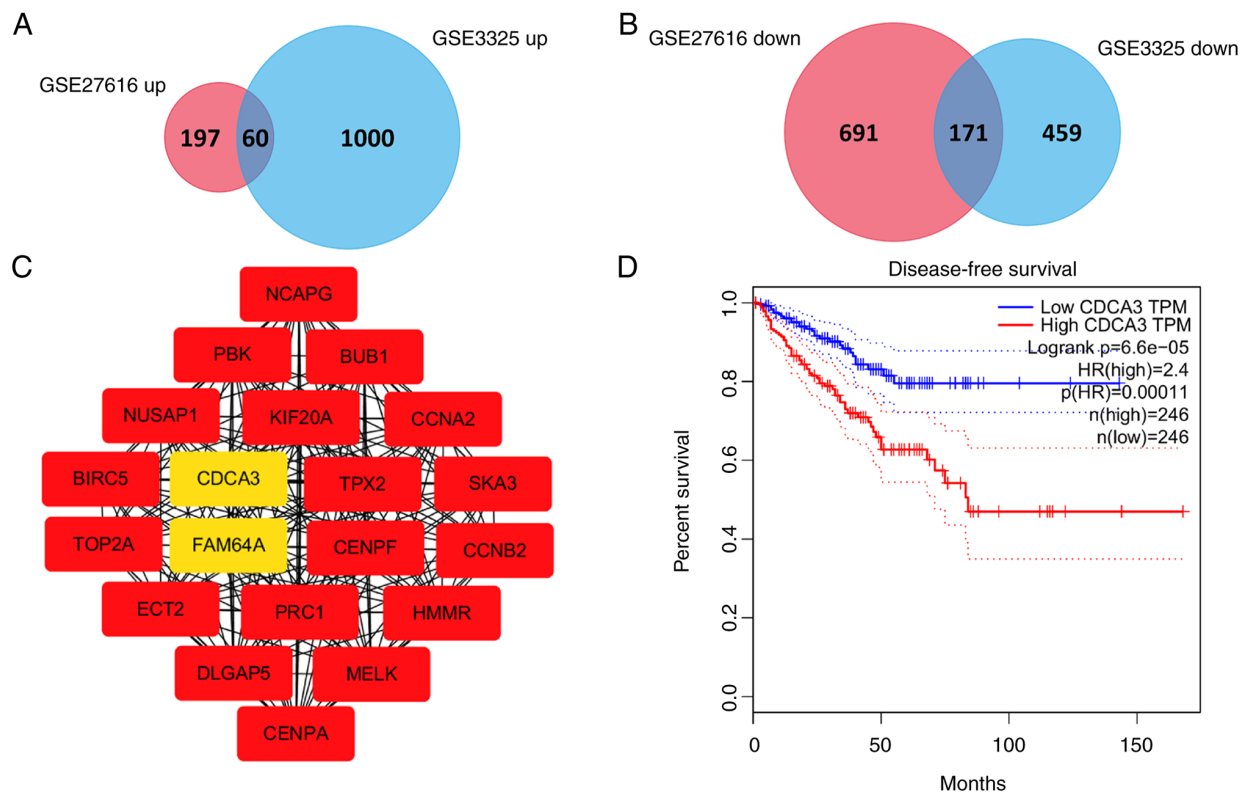 A
GSE27616 up
GSE3325 up
197
60
1000
B
GSE27616 down
GSE3325 down
691
171
459
C
NCAPG
PBK
BUB1
NUSAP1
KIF20A
CCNA2
BIRC5
CDCA3
TPX2
SKA3
TOP2A
FAM64A
CENPF
CCNB2
ECT2
PRC1
HMMR
DLGAP5
MELK
CENPA
D
Disease-free survival
Low CDCA3 TPM
High CDCA3 TPM
Logrank p=6.6e−05
HR(high)=2.4
p(HR)=0.00011
n(high)=246
n(low)=246
Percent survival
1.0
0.8
0.6
0.4
0.2
0.0
0
50
100
150
Months